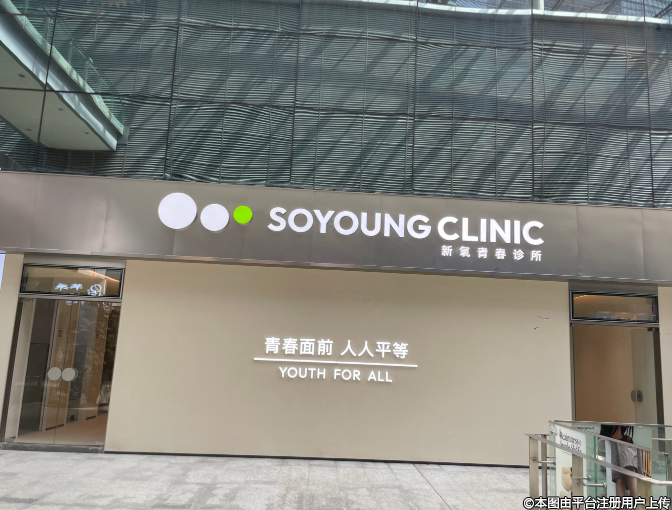 SOYOUNG CLINIC
新氧青春诊所
青春面前 人人平等
YOUTH FOR ALL
©本图由平台注册用户上传